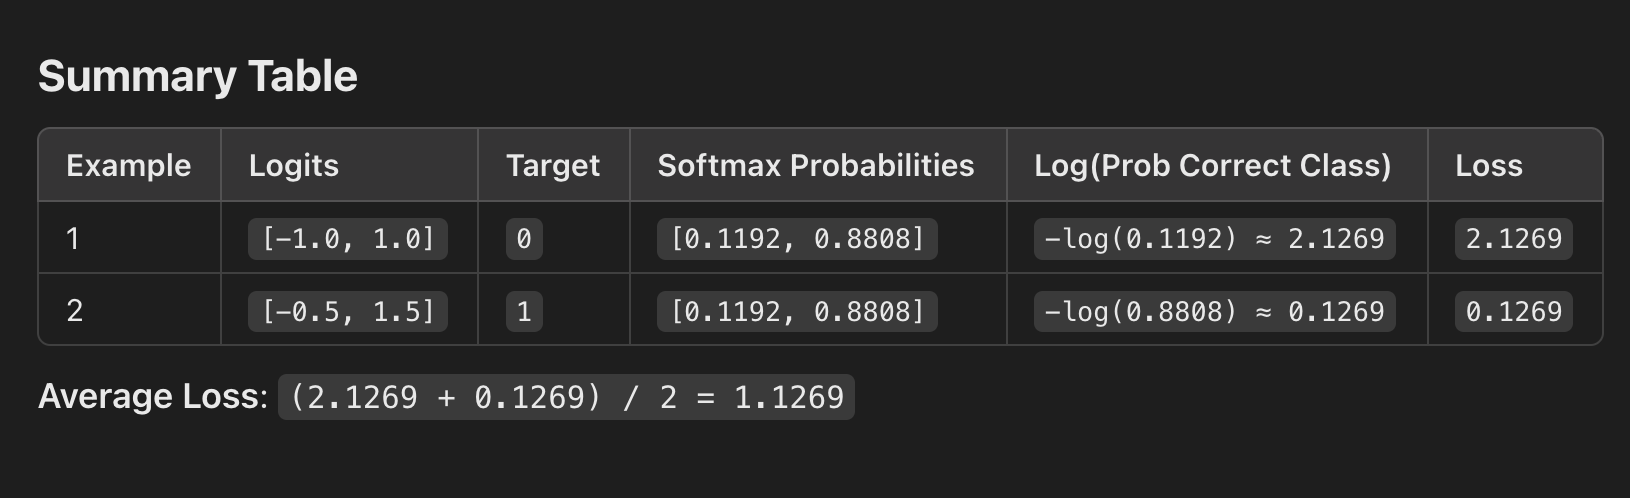 Summary Table
Example Logits Target Softmax Probabilities Log(Prob Correct Class) Loss
1 [-1.0, 1.0] 0 [0.1192, 0.8808] -log(0.1192) ≈ 2.1269 2.1269
2 [-0.5, 1.5] 1 [0.1192, 0.8808] -log(0.8808) ≈ 0.1269 0.1269
Average Loss: (2.1269 + 0.1269) / 2 = 1.1269